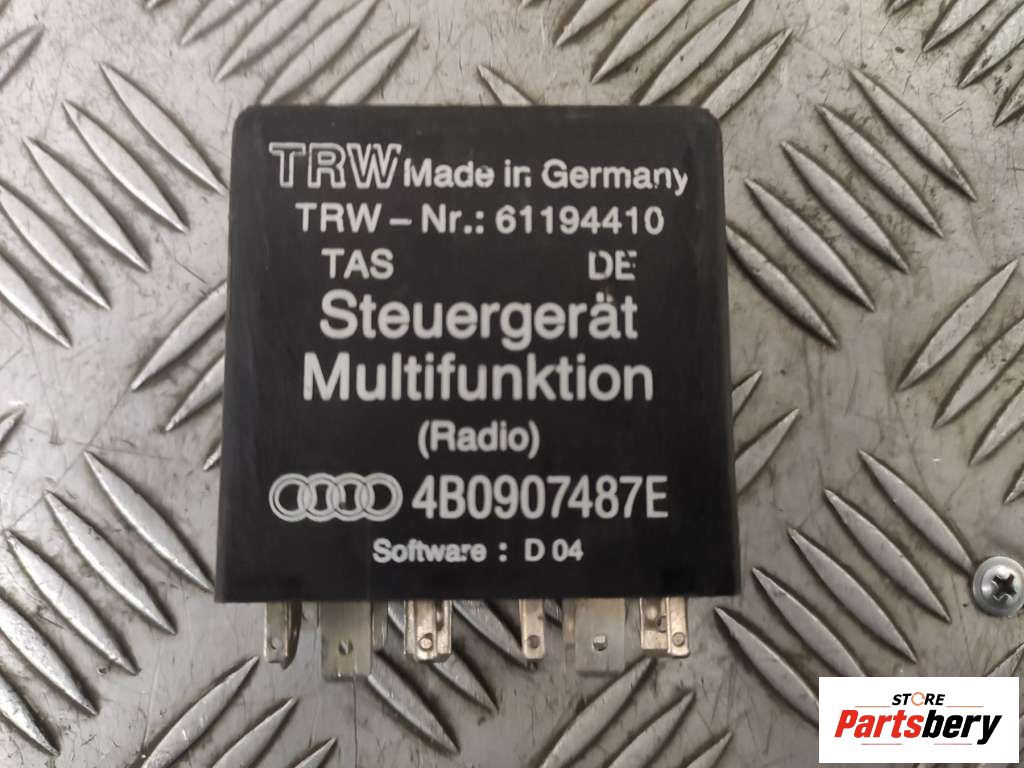 TRW Made in Germany
TRW – Nr.: 61194410
TAS DE
Steuergerät
Multifunktion
(Radio)
4B0907487E
Software : D 04
STORE
Partsbery